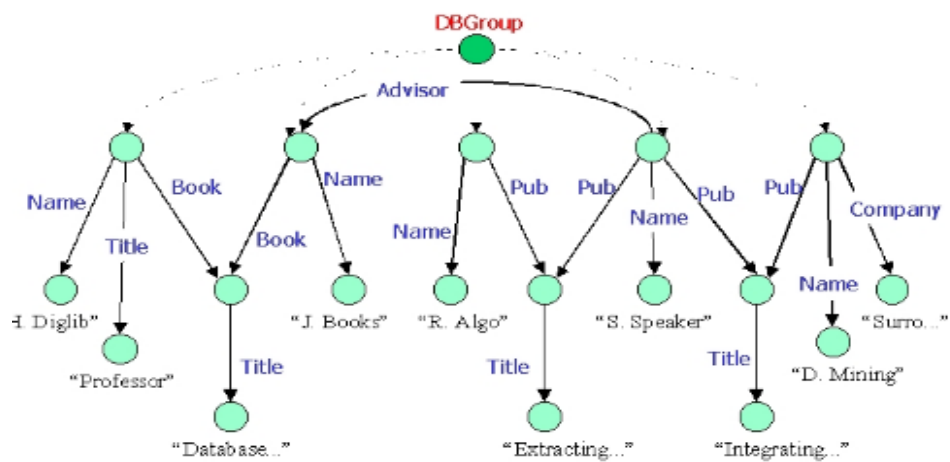 DBGroup
Advisor
Name
Book
Name
Pub
Pub
Pub
Pub
Company
Title
Book
Name
Name
Name
H. Diglib”
“J. Books”
“R. Algo”
“S. Speaker”
“Surro...”
“Professor”
Title
Title
Title
“D. Mining”
“Database...”
“Extracting...”
“Integrating...”